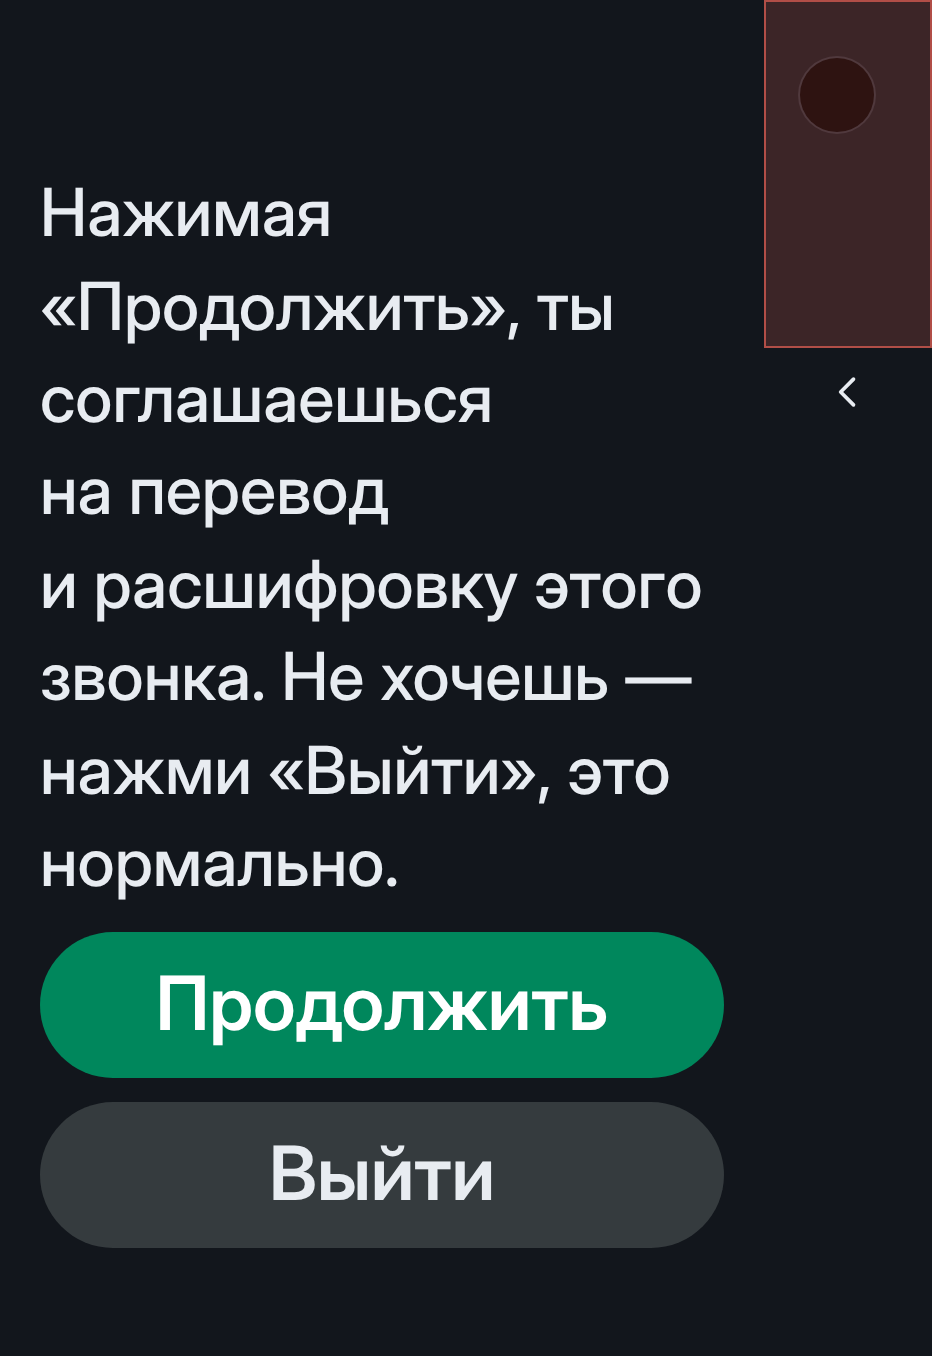 Нажимая
«Продолжить», ты
соглашаешься
на перевод
и расшифровку этого
звонка. Не хочешь —
нажми «Выйти», это
нормально.
Продолжить
Выйти